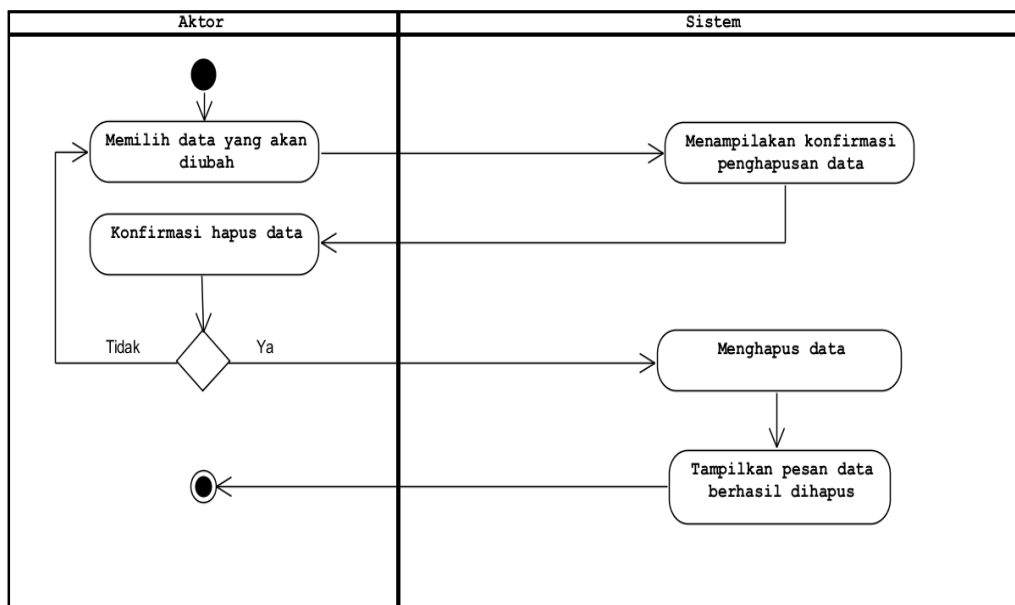 Aktor
Sistem
Memilih data yang akan
diubah
Menampilakan konfirmasi
penghapusan data
Konfirmasi hapus data
Tidak
Ya
Menghapus data
Tampilkan pesan data
berhasil dihapus